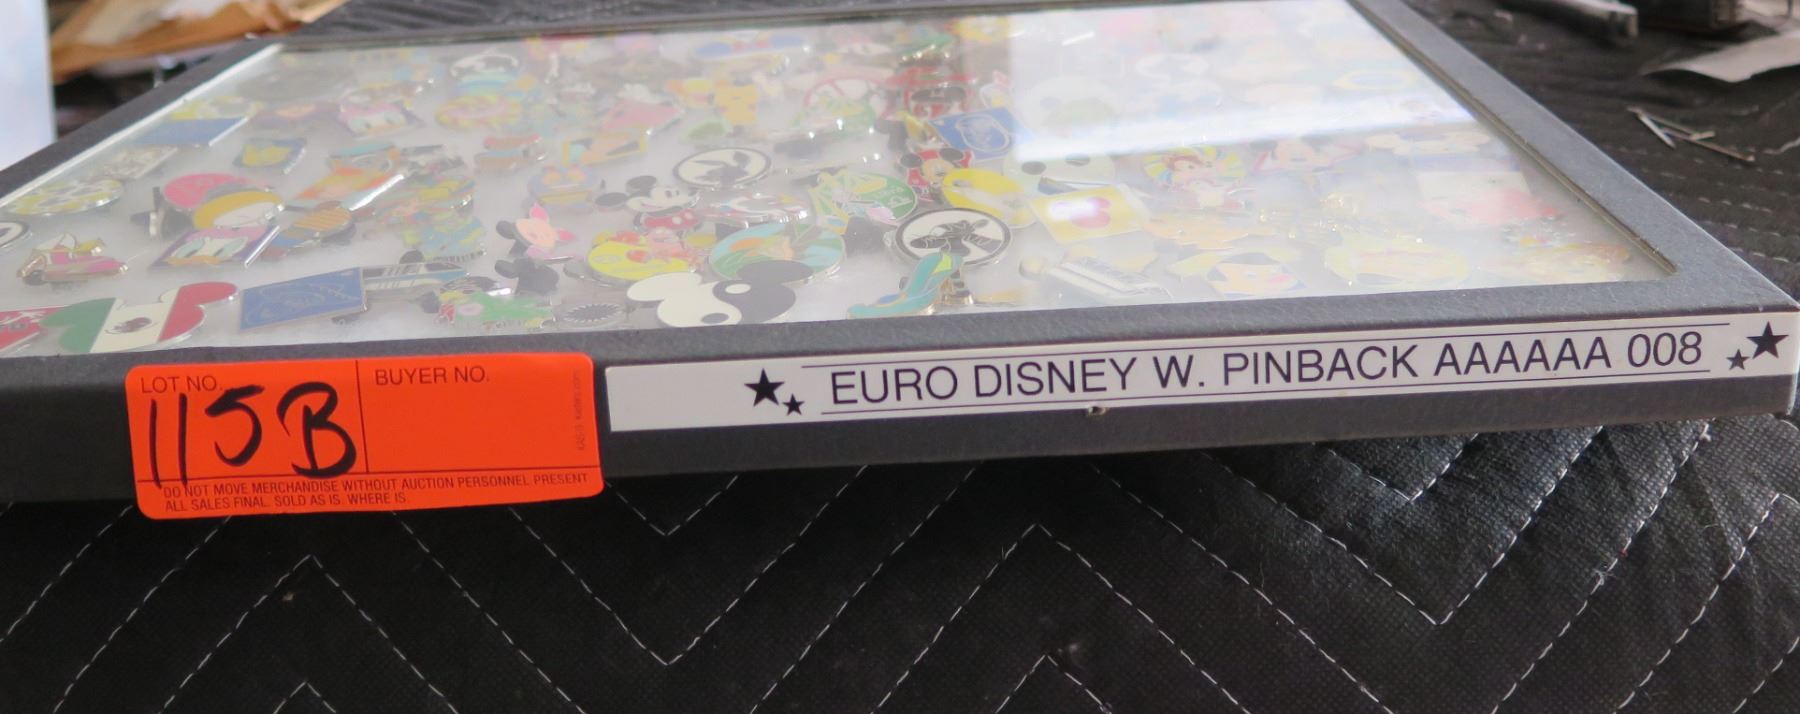 LOT NO.
115B
BUYER NO.
DO NOT MOVE MERCHANDISE WITHOUT AUCTION PERSONNEL PRESENT
ALL SALES FINAL. SOLD AS IS. WHERE IS.
EURO DISNEY W. PINBACK AAAAAA 008